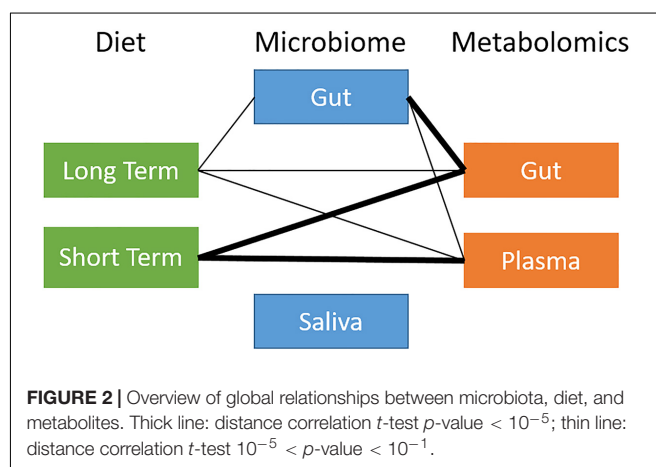 Diet Microbiome Metabolomics
Gut
Long Term Gut
Short Term Plasma
Saliva
FIGURE 2 | Overview of global relationships between microbiota, diet, and
metabolites. Thick line: distance correlation t-test p-value < 10⁻⁵; thin line:
distance correlation t-test 10⁻⁵ < p-value < 10⁻¹.